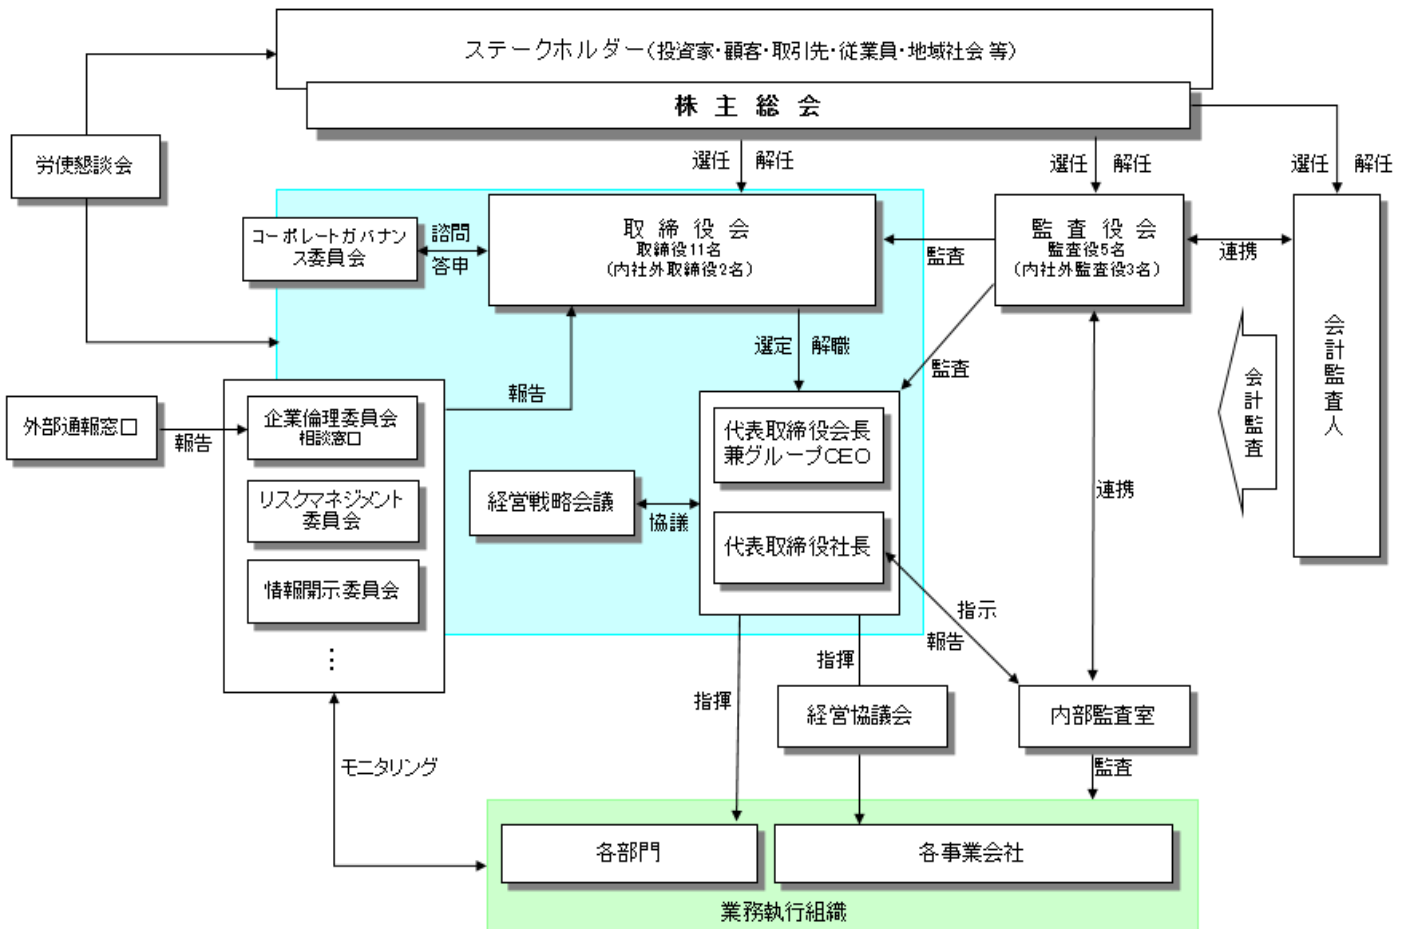 ステークホルダー(投資家・顧客・取引先・従業員・地域社会 等)
株主総会
労使懇談会
選任 解任
選任 解任
選任 解任
コーポレートガバナン
ス委員会
諮問
答申
取締役会
取締役11名
(内社外取締役2名)
監査
監査役会
監査役5名
(内社外監査役3名)
連携
会計監査人
会計監査
選定 解職
監査
報告
外部通報窓口
報告
企業倫理委員会
相談窓口
リスクマネジメント
委員会
情報開示委員会
⋮
経営戦略会議
協議
代表取締役会長
兼グループCEO
代表取締役社長
連携
指示
報告
指揮
指揮
経営協議会
内部監査室
モニタリング
監査
各部門
各事業会社
業務執行組織